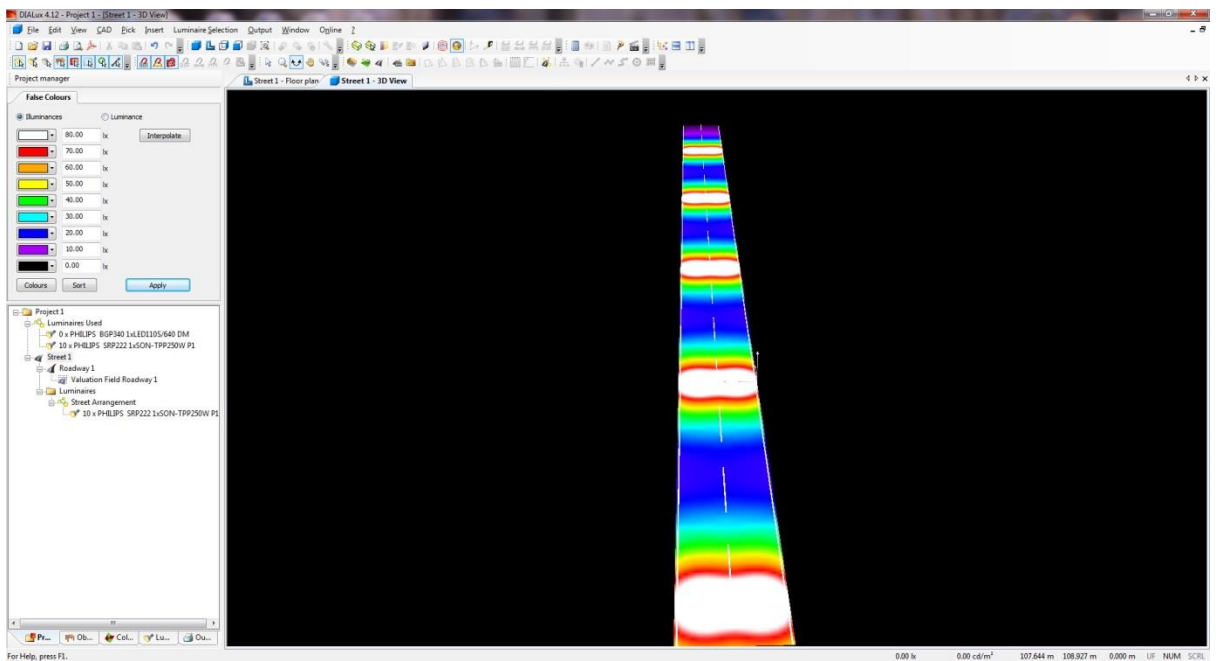 DIALux 4.12 - Project 1 - [Street 1 - 3D View]
File Edit View CAD Pick Insert Luminaire Selection Output Window Online ?
Project manager
Street 1 - Floor plan Street 1 - 3D View
False Colours
Illuminances Luminance
80.00 lx Interpolate
70.00 lx
60.00 lx
50.00 lx
40.00 lx
30.00 lx
20.00 lx
10.00 lx
0.00 lx
Colours Sort Apply
Project 1
Luminaires Used
0 x PHILIPS BGP340 1xLED110S/640 DM
10 x PHILIPS SRP222 1xSON-TPP250W P1
Street 1
Roadway 1
Valuation Field Roadway 1
Luminaires
Street Arrangement
10 x PHILIPS SRP222 1xSON-TPP250W P1
Pr... Ob... Col... Lu... Ou...
For Help, press F1. 0.00 lx 0.00 cd/m² 107.644 m 108.927 m 0.000 m UF NUM SCRL